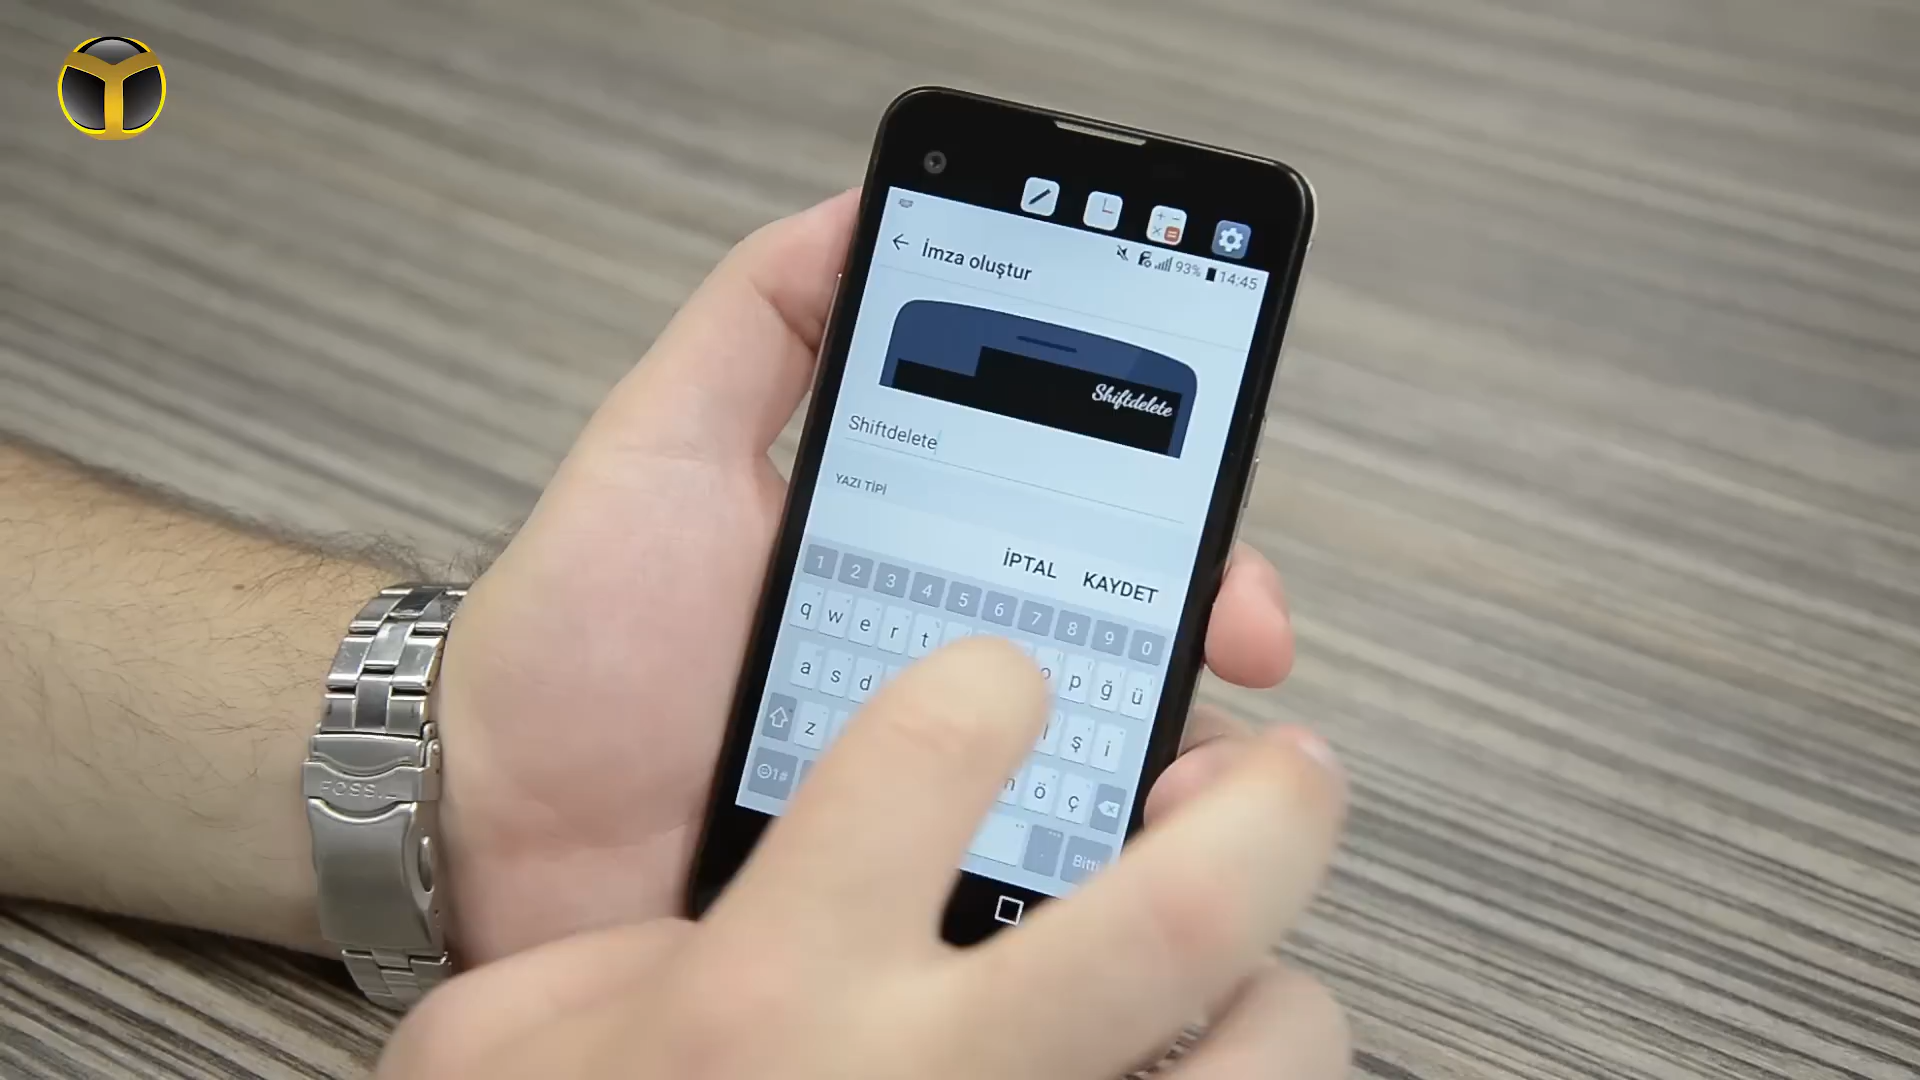 93% 14:45
İmza oluştur
Shiftdelete
Shiftdelete
YAZI TİPİ
İPTAL KAYDET
1 2 3 4 5 6 7 8 9 0
q w e r t o p ğ ü
a s d ş i
z ö ç
1# . Bitti
FOSSIL